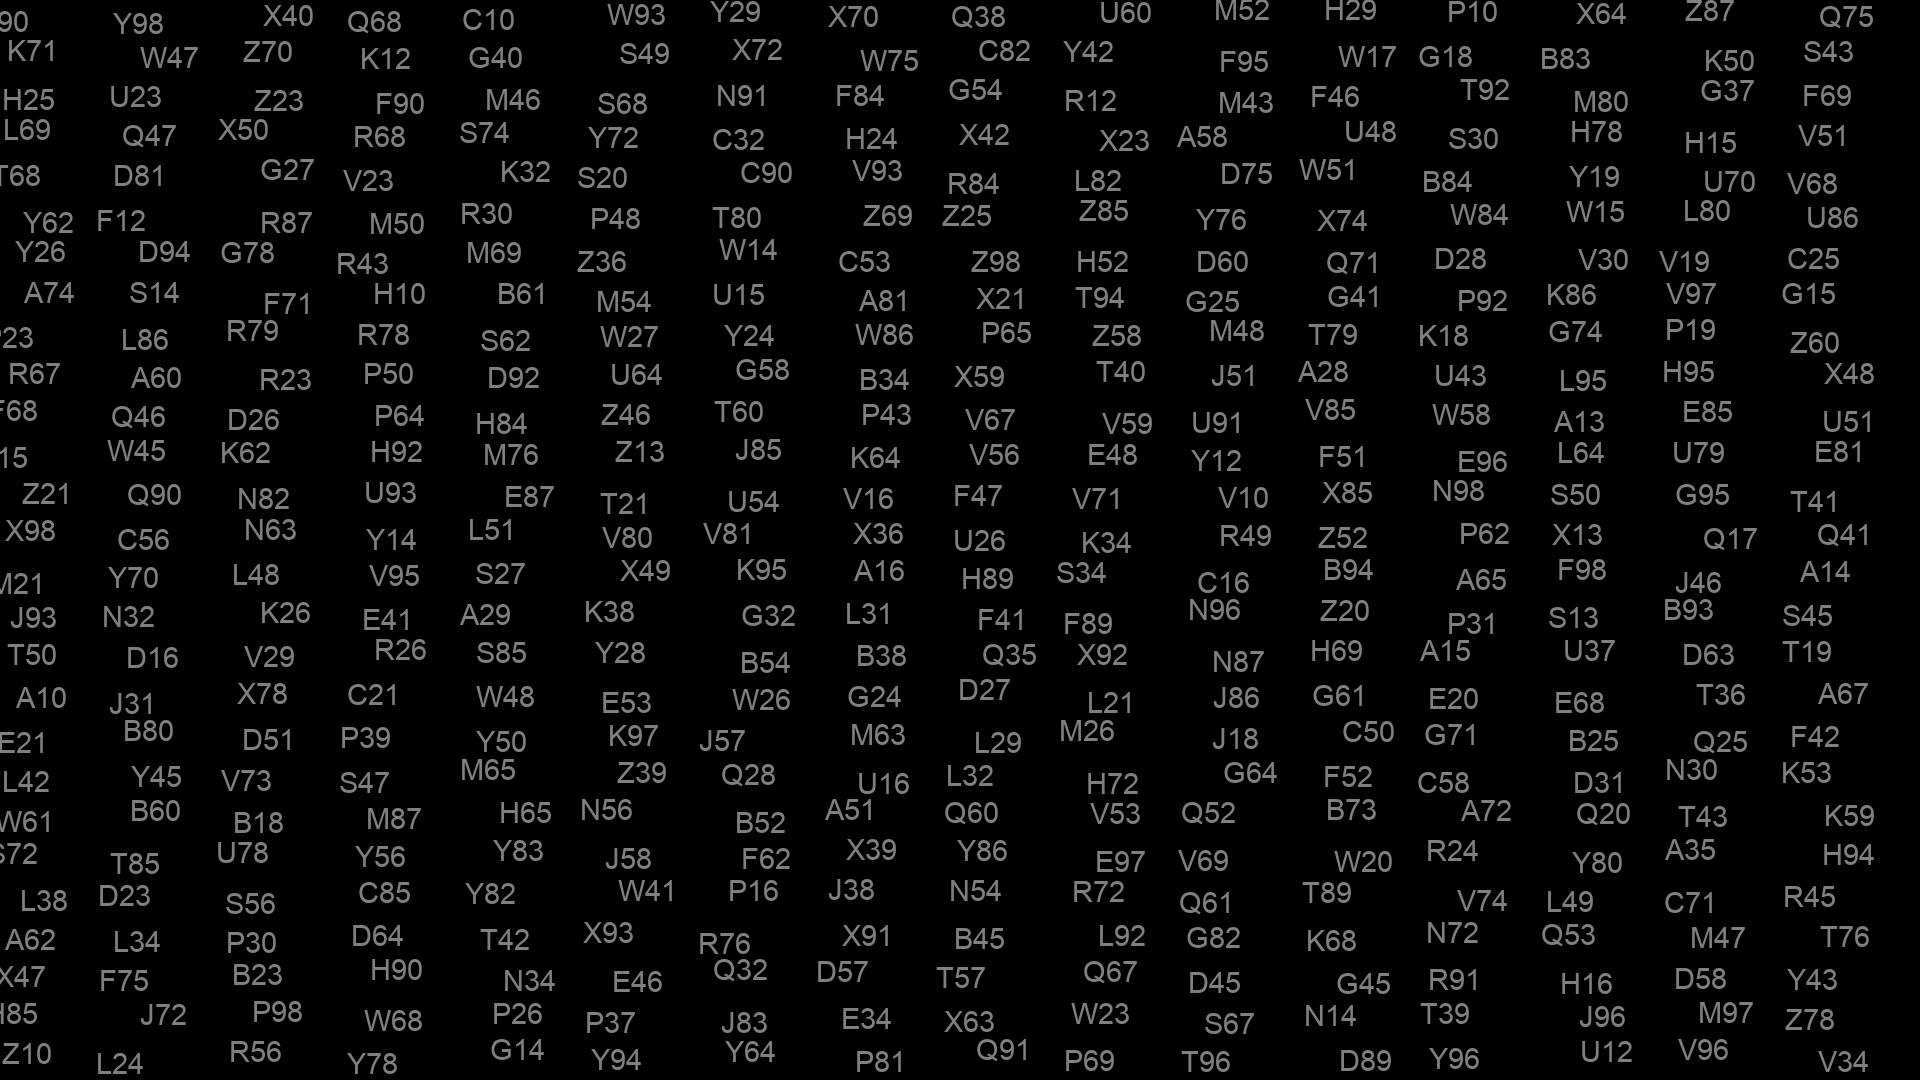 90 Y98 X40 Q68 C10 W93 Y29 X70 Q38 U60 M52 H29 P10 X64 Z87 Q75
K71 W47 Z70 K12 G40 S49 X72 W75 C82 Y42 F95 W17 G18 B83 K50 S43
H25 U23 Z23 F90 M46 S68 N91 F84 G54 R12 M43 F46 T92 M80 G37 F69
L69 Q47 X50 R68 S74 Y72 C32 H24 X42 X23 A58 U48 S30 H78 H15 V51
T68 D81 G27 V23 K32 S20 C90 V93 R84 L82 D75 W51 B84 Y19 U70 V68
Y62 F12 R87 M50 R30 P48 T80 Z69 Z25 Z85 Y76 X74 W84 W15 L80 U86
Y26 D94 G78 R43 M69 Z36 W14 C53 Z98 H52 D60 Q71 D28 V30 V19 C25
A74 S14 F71 H10 B61 M54 U15 A81 X21 T94 G25 G41 P92 K86 V97 G15
23 L86 R79 R78 S62 W27 Y24 W86 P65 Z58 M48 T79 K18 G74 P19 Z60
R67 A60 R23 P50 D92 U64 G58 B34 X59 T40 J51 A28 U43 L95 H95 X48
F68 Q46 D26 P64 H84 Z46 T60 P43 V67 V59 U91 V85 W58 A13 E85 U51
15 W45 K62 H92 M76 Z13 J85 K64 V56 E48 Y12 F51 E96 L64 U79 E81
Z21 Q90 N82 U93 E87 T21 U54 V16 F47 V71 V10 X85 N98 S50 G95 T41
X98 C56 N63 Y14 L51 V80 V81 X36 U26 K34 R49 Z52 P62 X13 Q17 Q41
M21 Y70 L48 V95 S27 X49 K95 A16 H89 S34 C16 B94 A65 F98 J46 A14
J93 N32 K26 E41 A29 K38 G32 L31 F41 F89 N96 Z20 P31 S13 B93 S45
T50 D16 V29 R26 S85 Y28 B54 B38 Q35 X92 N87 H69 A15 U37 D63 T19
A10 J31 X78 C21 W48 E53 W26 G24 D27 L21 J86 G61 E20 E68 T36 A67
E21 B80 D51 P39 Y50 K97 J57 M63 L29 M26 J18 C50 G71 B25 Q25 F42
L42 Y45 V73 S47 M65 Z39 Q28 U16 L32 H72 G64 F52 C58 D31 N30 K53
W61 B60 B18 M87 H65 N56 B52 A51 Q60 V53 Q52 B73 A72 Q20 T43 K59
S72 T85 U78 Y56 Y83 J58 F62 X39 Y86 E97 V69 W20 R24 Y80 A35 H94
L38 D23 S56 C85 Y82 W41 P16 J38 N54 R72 Q61 T89 V74 L49 C71 R45
A62 L34 P30 D64 T42 X93 R76 X91 B45 L92 G82 K68 N72 Q53 M47 T76
X47 F75 B23 H90 N34 E46 Q32 D57 T57 Q67 D45 G45 R91 H16 D58 Y43
H85 J72 P98 W68 P26 P37 J83 E34 X63 W23 S67 N14 T39 J96 M97 Z78
Z10 L24 R56 Y78 G14 Y94 Y64 P81 Q91 P69 T96 D89 Y96 U12 V96 V34